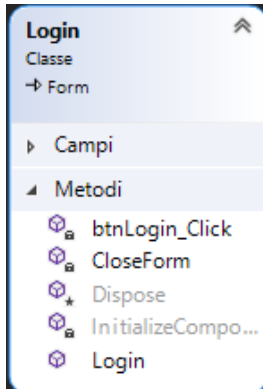 Login
Classe
Form
Campi
Metodi
btnLogin_Click
CloseForm
Dispose
InitializeCompo...
Login